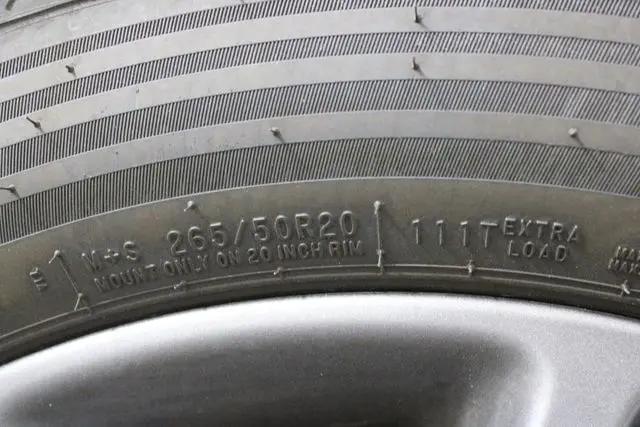 M+S 265/50R20
MOUNT ONLY ON 20 INCH RIM
111T EXTRA
LOAD